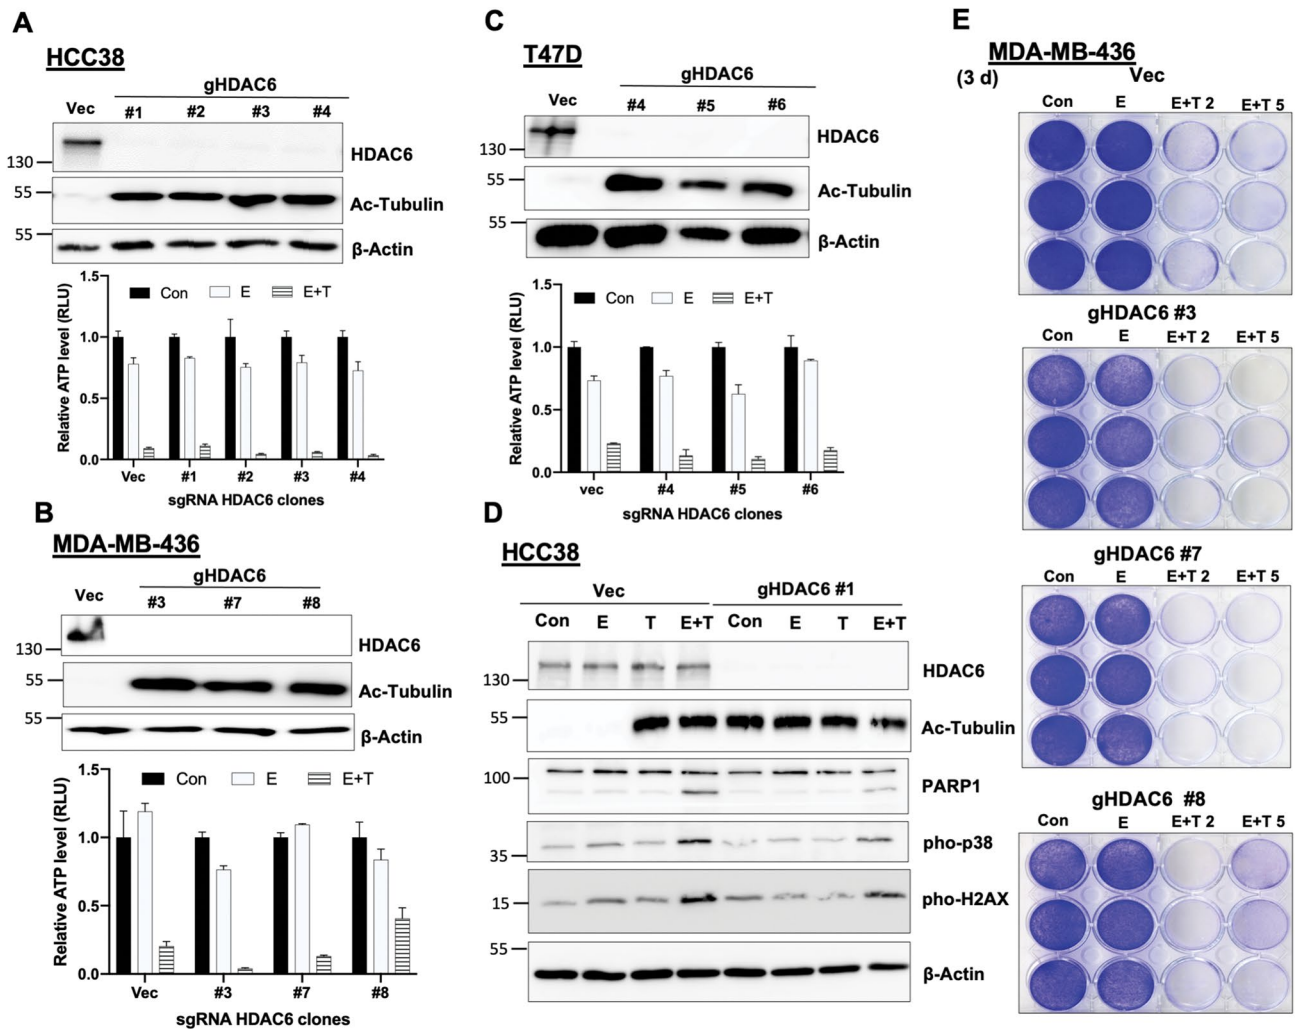 A
HCC38
gHDAC6
Vec #1 #2 #3 #4
130
HDAC6
55
Ac-Tubulin
55
β-Actin
1.5
1.0
0.5
0.0
Relative ATP level (RLU)
Con E E+T
Vec #1 #2 #3 #4
sgRNA HDAC6 clones
B
MDA-MB-436
gHDAC6
Vec #3 #7 #8
130
HDAC6
55
Ac-Tubulin
55
β-Actin
1.5
1.0
0.5
0.0
Relative ATP level (RLU)
Con E E+T
Vec #3 #7 #8
sgRNA HDAC6 clones
C
T47D
gHDAC6
Vec #4 #5 #6
130
HDAC6
55
Ac-Tubulin
55
β-Actin
1.5
1.0
0.5
0.0
Relative ATP level (RLU)
Con E E+T
vec #4 #5 #6
sgRNA HDAC6 clones
D
HCC38
Vec gHDAC6 #1
Con E T E+T Con E T E+T
130
HDAC6
55
Ac-Tubulin
100
PARP1
35
pho-p38
15
pho-H2AX
55
β-Actin
E
MDA-MB-436
(3 d) Vec
Con E E+T 2 E+T 5
gHDAC6 #3
Con E E+T 2 E+T 5
gHDAC6 #7
Con E E+T 2 E+T 5
gHDAC6 #8
Con E E+T 2 E+T 5